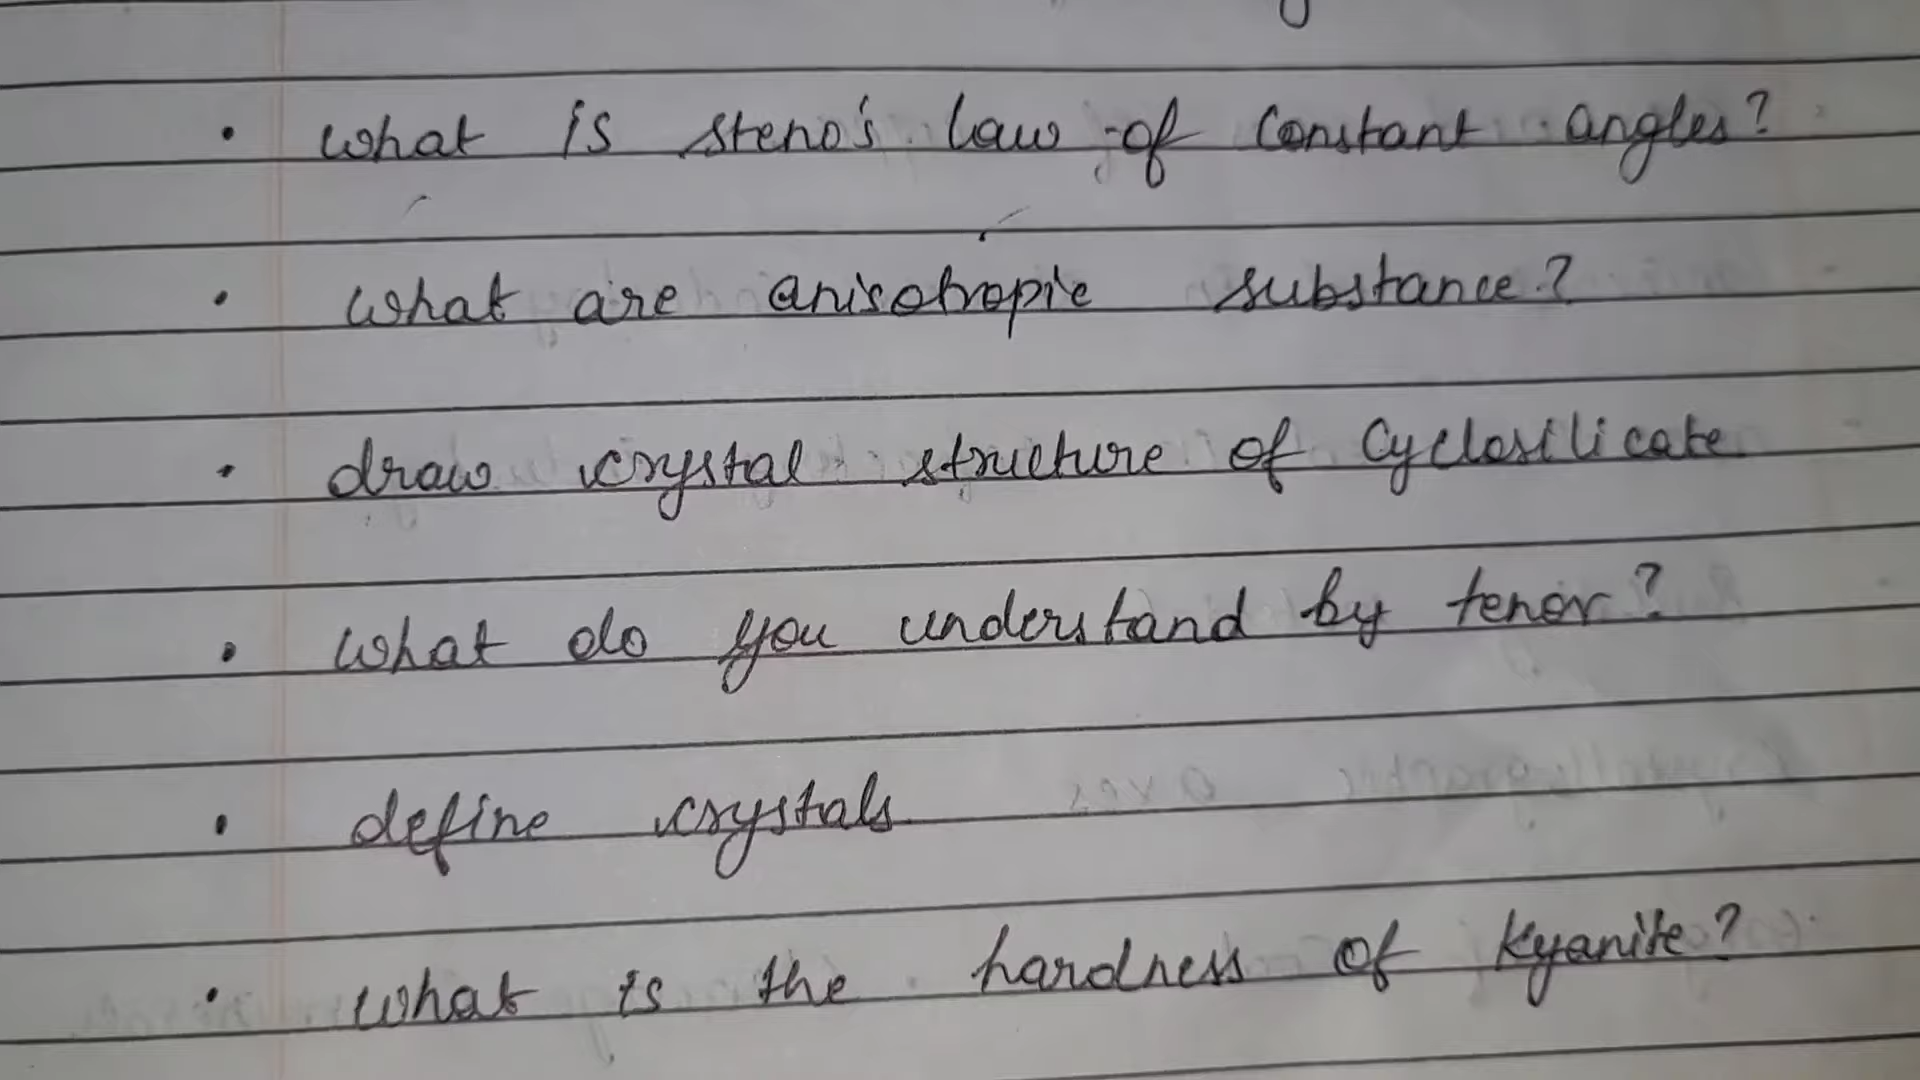 • what is steno's law of constant angles?
• what are anisotropic substance?
• draw crystal structure of Cyclosilicate
• what do you understand by tenor?
• define crystals
• what is the hardness of kyanite?